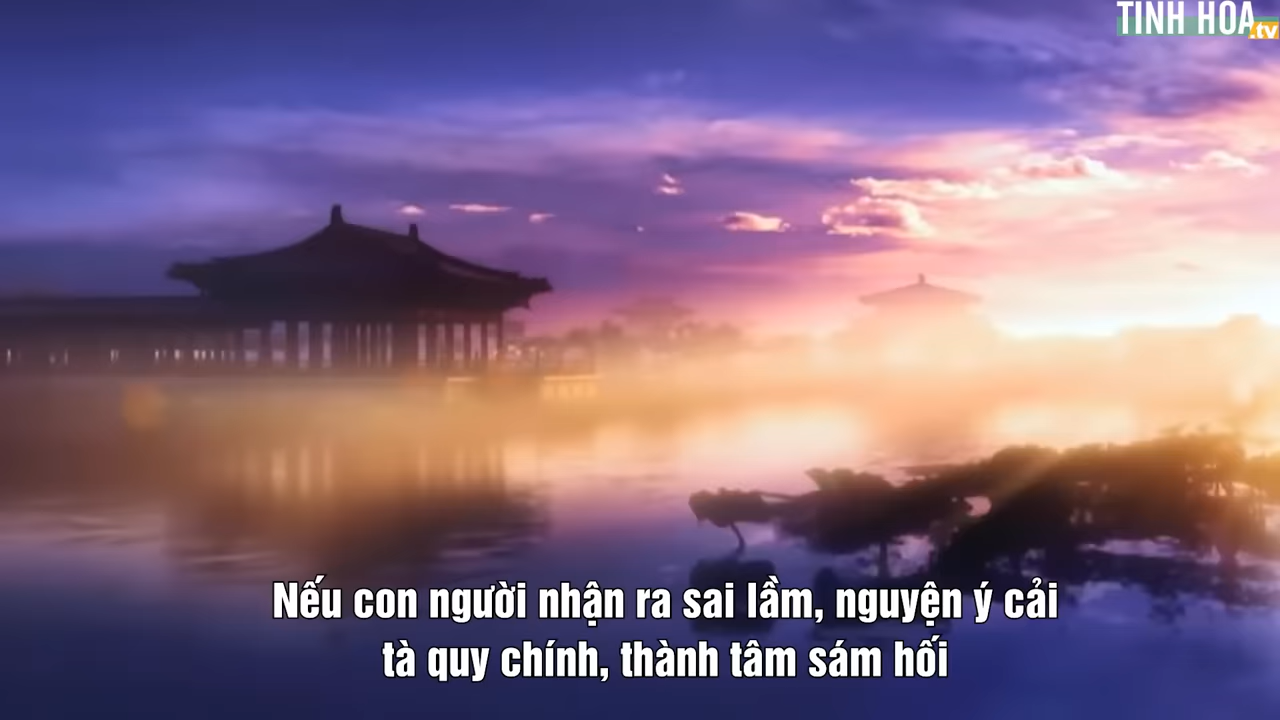 TINH HOA
.tv
Nếu con người nhận ra sai lầm, nguyện ý cải
tà quy chính, thành tâm sám hối